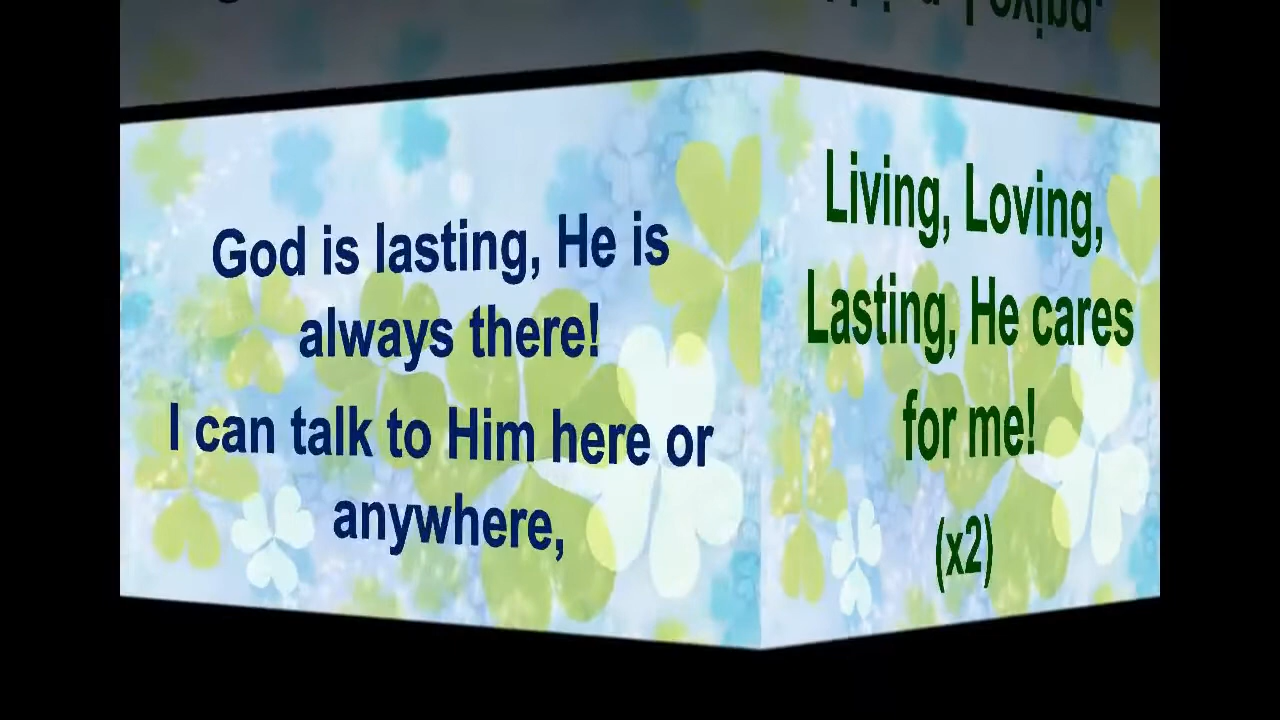 God is lasting, He is
always there!
I can talk to Him here or
anywhere,
Living, Loving,
Lasting, He cares
for me!
(x2)